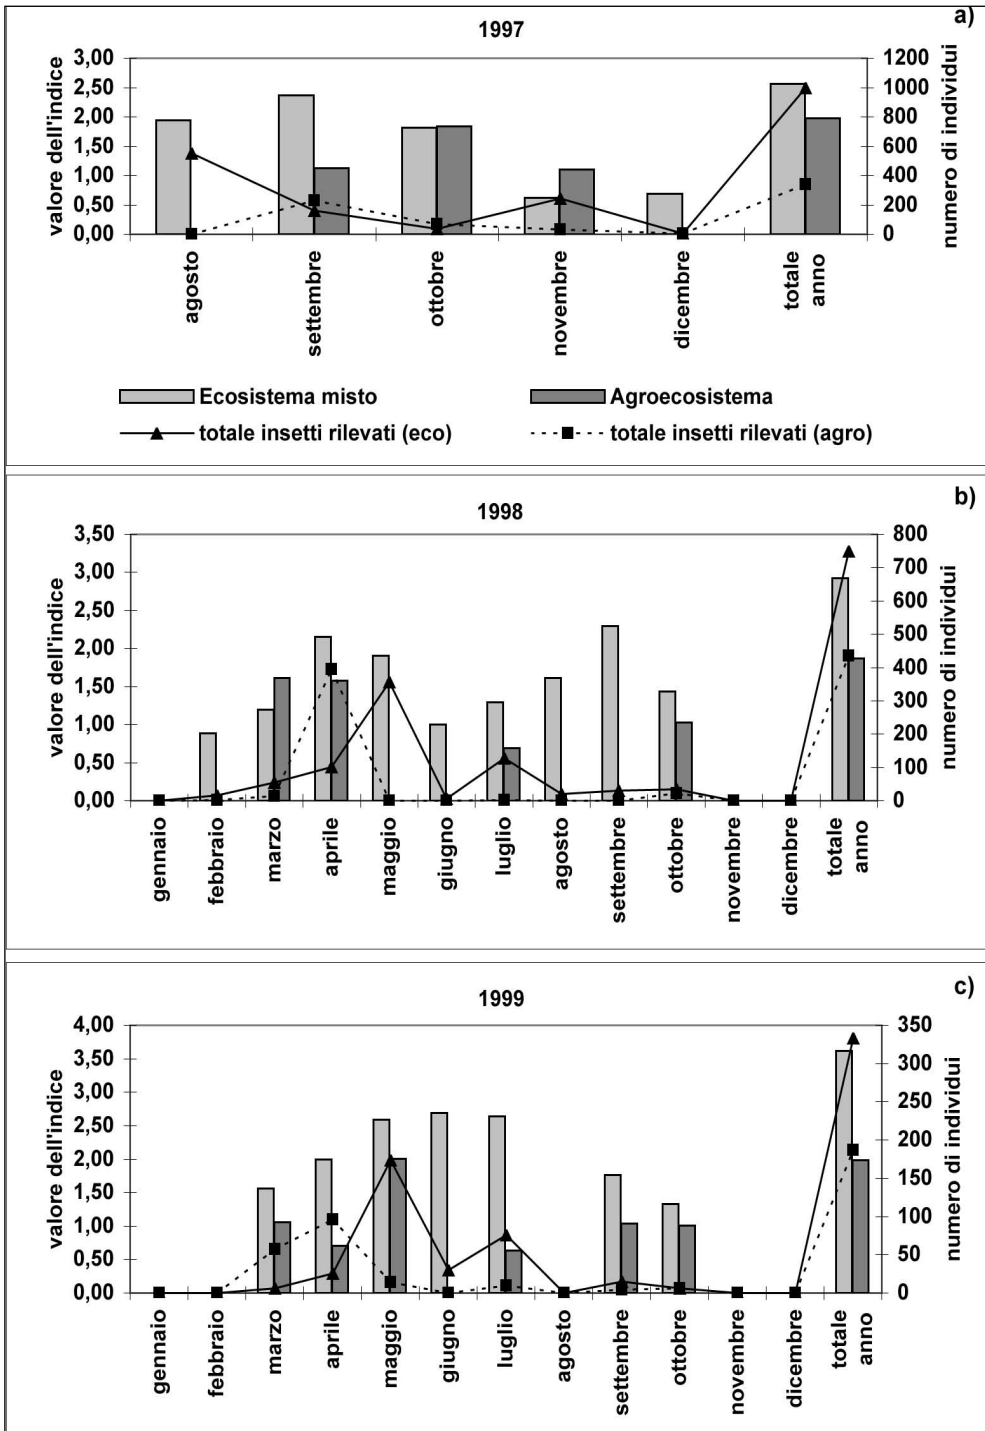 a)
1997
valore dell'indice
3,00
2,50
2,00
1,50
1,00
0,50
0,00
1200
1000
800
600
400
200
0
numero di individui
agosto
settembre
ottobre
novembre
dicembre
totale
anno
Ecosistema misto
Agroecosistema
totale insetti rilevati (eco)
totale insetti rilevati (agro)
b)
1998
valore dell'indice
3,50
3,00
2,50
2,00
1,50
1,00
0,50
0,00
800
700
600
500
400
300
200
100
0
numero di individui
gennaio
febbraio
marzo
aprile
maggio
giugno
luglio
agosto
settembre
ottobre
novembre
dicembre
totale
anno
c)
1999
valore dell'indice
4,00
3,50
3,00
2,50
2,00
1,50
1,00
0,50
0,00
350
300
250
200
150
100
50
0
numero di individui
gennaio
febbraio
marzo
aprile
maggio
giugno
luglio
agosto
settembre
ottobre
novembre
dicembre
totale
anno